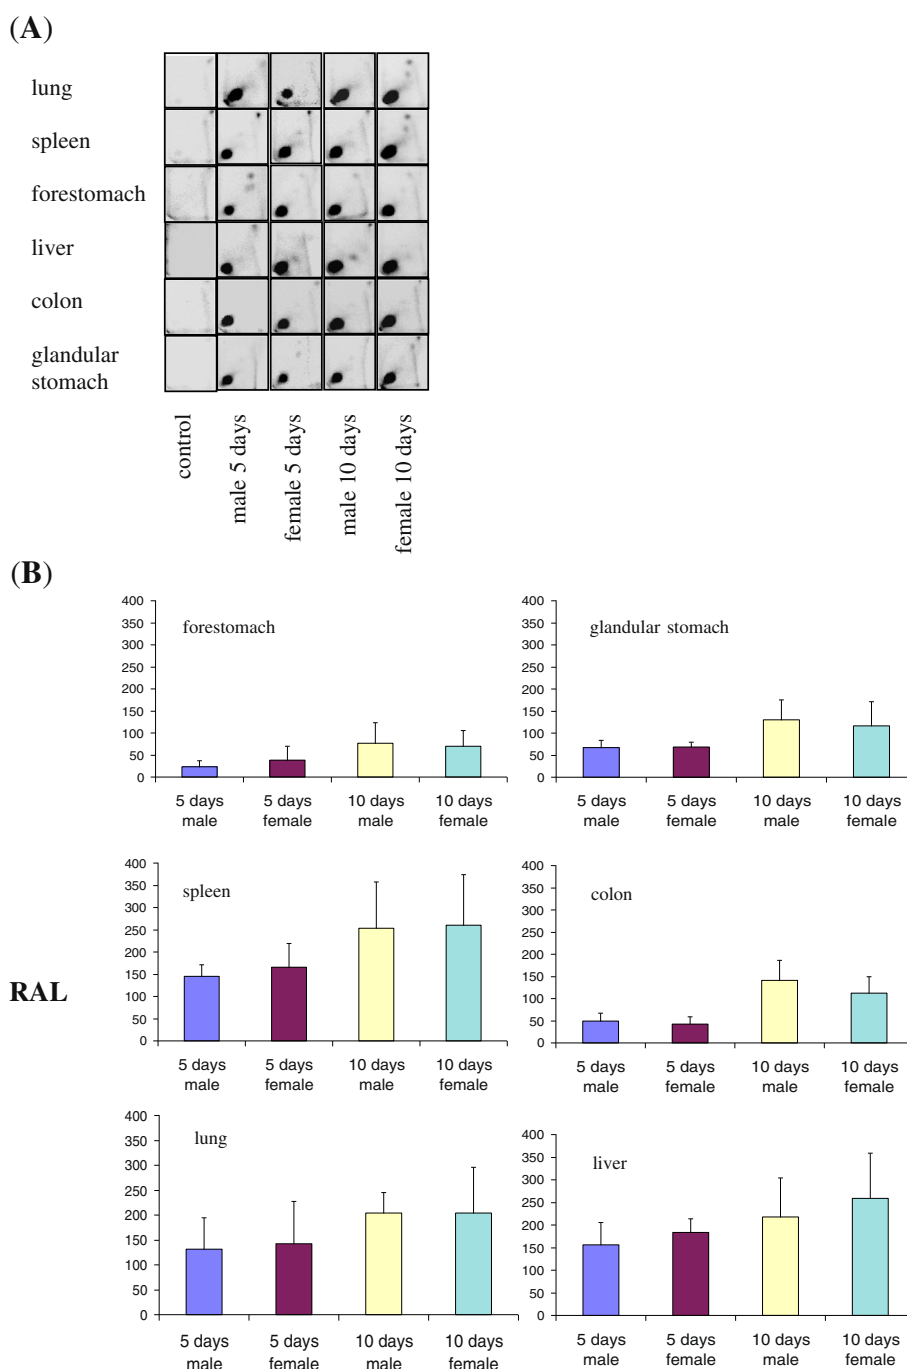 (A)
lung
spleen
forestomach
liver
colon
glandular
stomach
control
male 5 days
female 5 days
male 10 days
female 10 days
(B)
RAL
forestomach
400
350
300
250
200
150
100
50
0
5 days
male
5 days
female
10 days
male
10 days
female
glandular stomach
400
350
300
250
200
150
100
50
0
5 days
male
5 days
female
10 days
male
10 days
female
spleen
400
350
300
250
200
150
100
50
0
5 days
male
5 days
female
10 days
male
10 days
female
colon
400
350
300
250
200
150
100
50
0
5 days
male
5 days
female
10 days
male
10 days
female
lung
400
350
300
250
200
150
100
50
0
5 days
male
5 days
female
10 days
male
10 days
female
liver
400
350
300
250
200
150
100
50
0
5 days
male
5 days
female
10 days
male
10 days
female